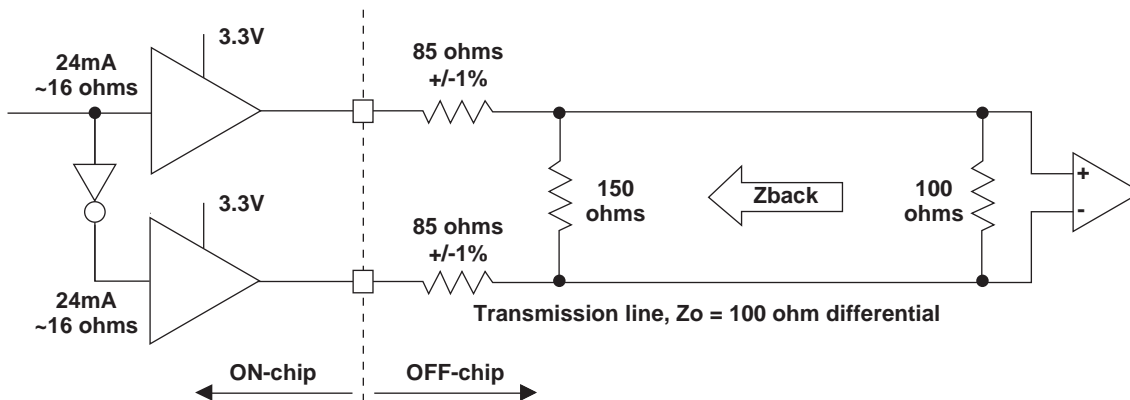 3.3V
24mA
~16 ohms
85 ohms
+/-1%
+
-
150
ohms
Zback
100
ohms
3.3V
85 ohms
+/-1%
24mA
~16 ohms
Transmission line, Zo = 100 ohm differential
ON-chip
OFF-chip